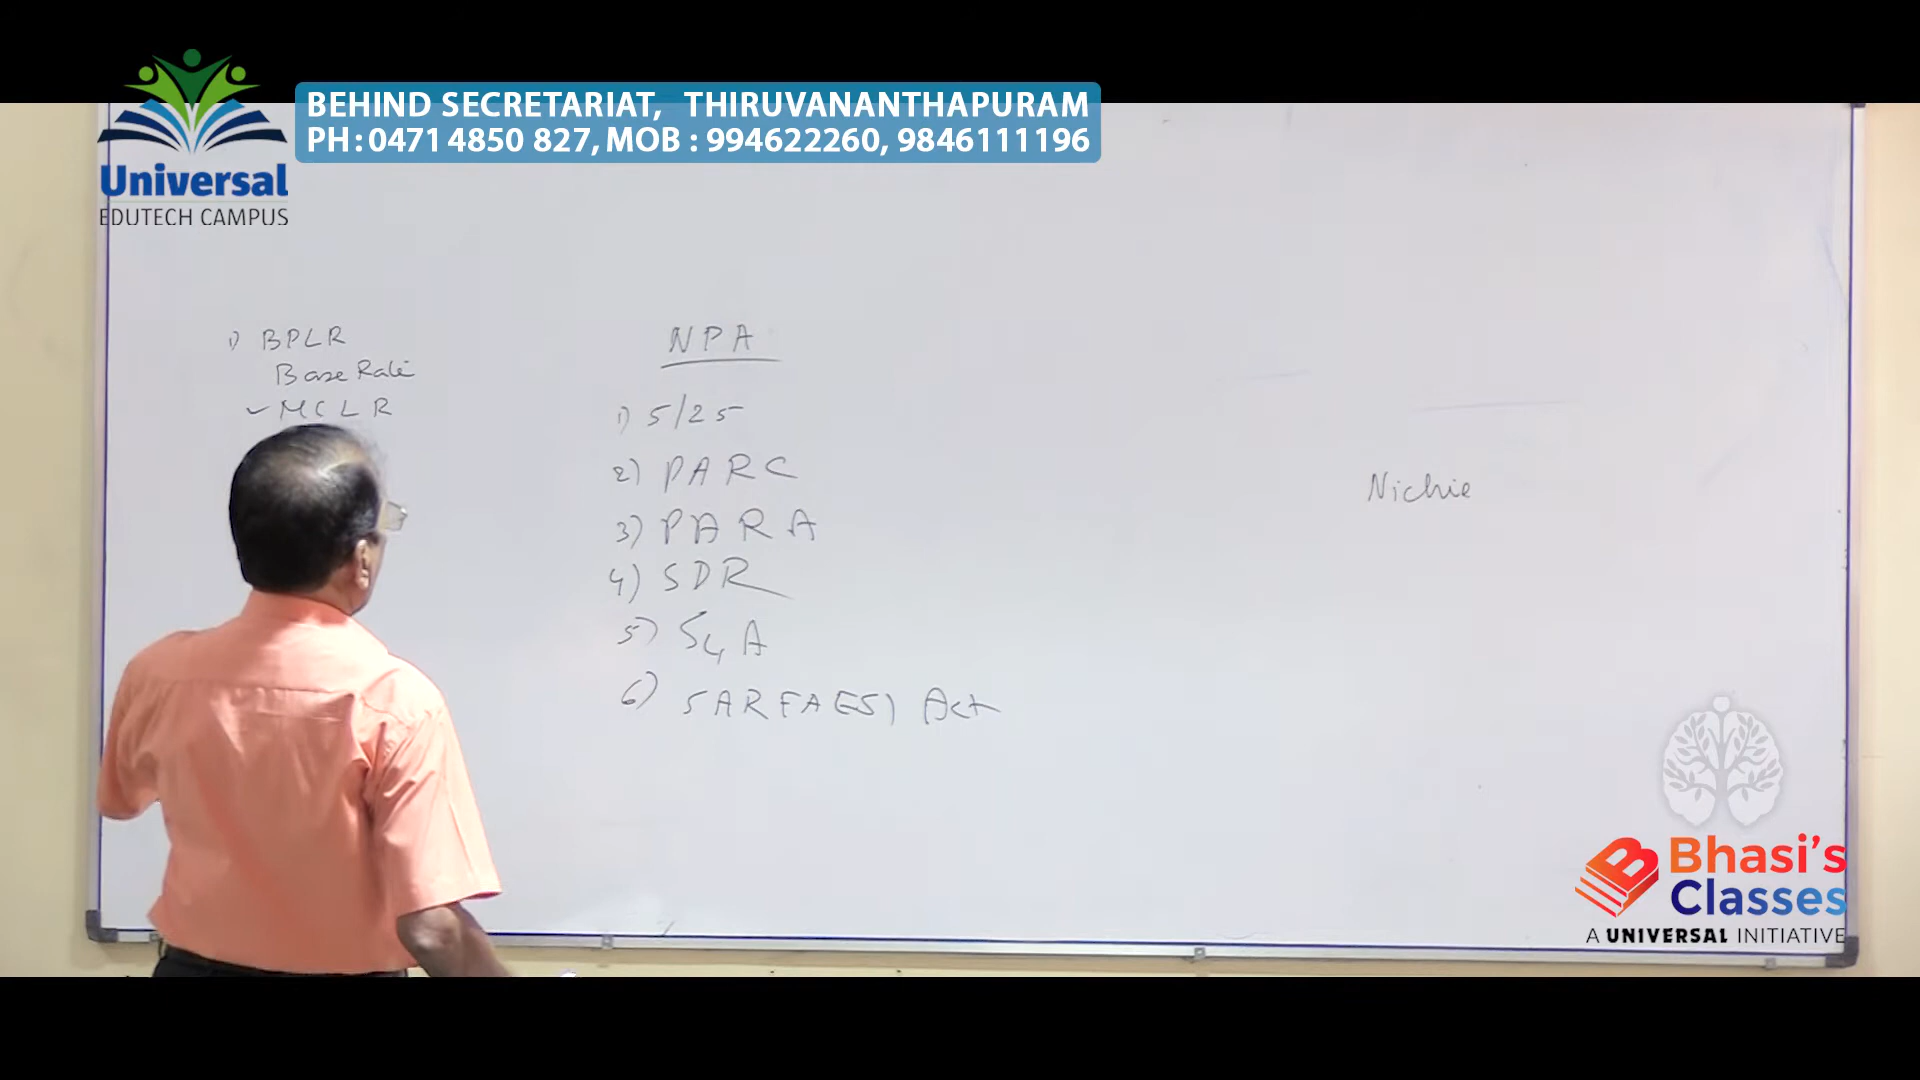 BEHIND SECRETARIAT, THIRUVANANTHAPURAM
PH : 0471 4850 827, MOB : 994622260, 9846111196
Universal
EDUTECH CAMPUS
1) BPLR
Base Rate
✓ MCLR
NPA
1) 5/25
2) PARC
3) PARA
4) SDR
5) S4A
6) SARFAESI Act
Nichie
Bhasi's
Classes
A UNIVERSAL INITIATIVE